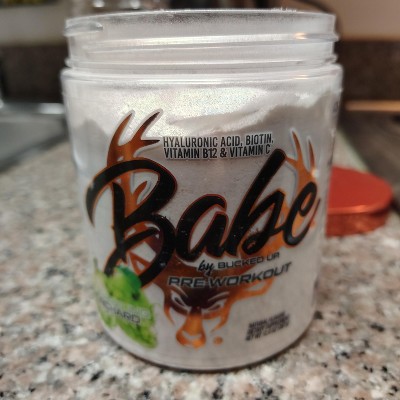 HYALURONIC ACID, BIOTIN,
VITAMIN B12 & VITAMIN C
Babe
by BUCKED UP
PRE WORKOUT